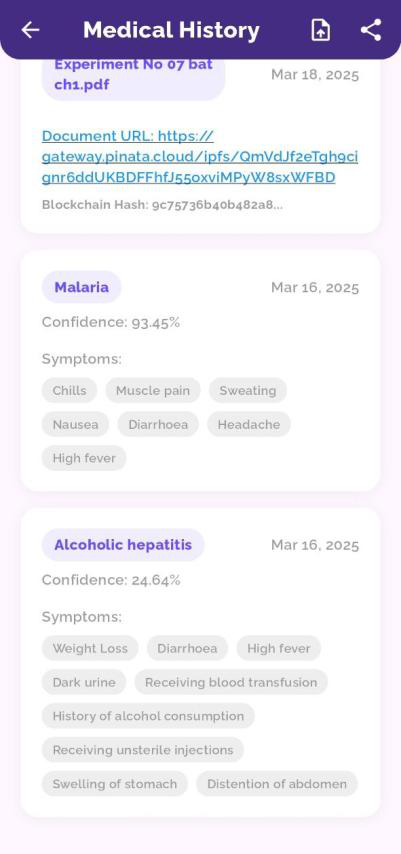 Medical History
Experiment No 07 bat
ch1.pdf
Mar 18, 2025
Document URL: https://
gateway.pinata.cloud/ipfs/QmVdJf2eTgh9ci
gnr6ddUKBDFFhfJ55oxviMPyW8sxWFBD
Blockchain Hash: 9c75736b40b482a8...
Malaria
Mar 16, 2025
Confidence: 93.45%
Symptoms:
Chills Muscle pain Sweating
Nausea Diarrhoea Headache
High fever
Alcoholic hepatitis
Mar 16, 2025
Confidence: 24.64%
Symptoms:
Weight Loss Diarrhoea High fever
Dark urine Receiving blood transfusion
History of alcohol consumption
Receiving unsterile injections
Swelling of stomach Distention of abdomen